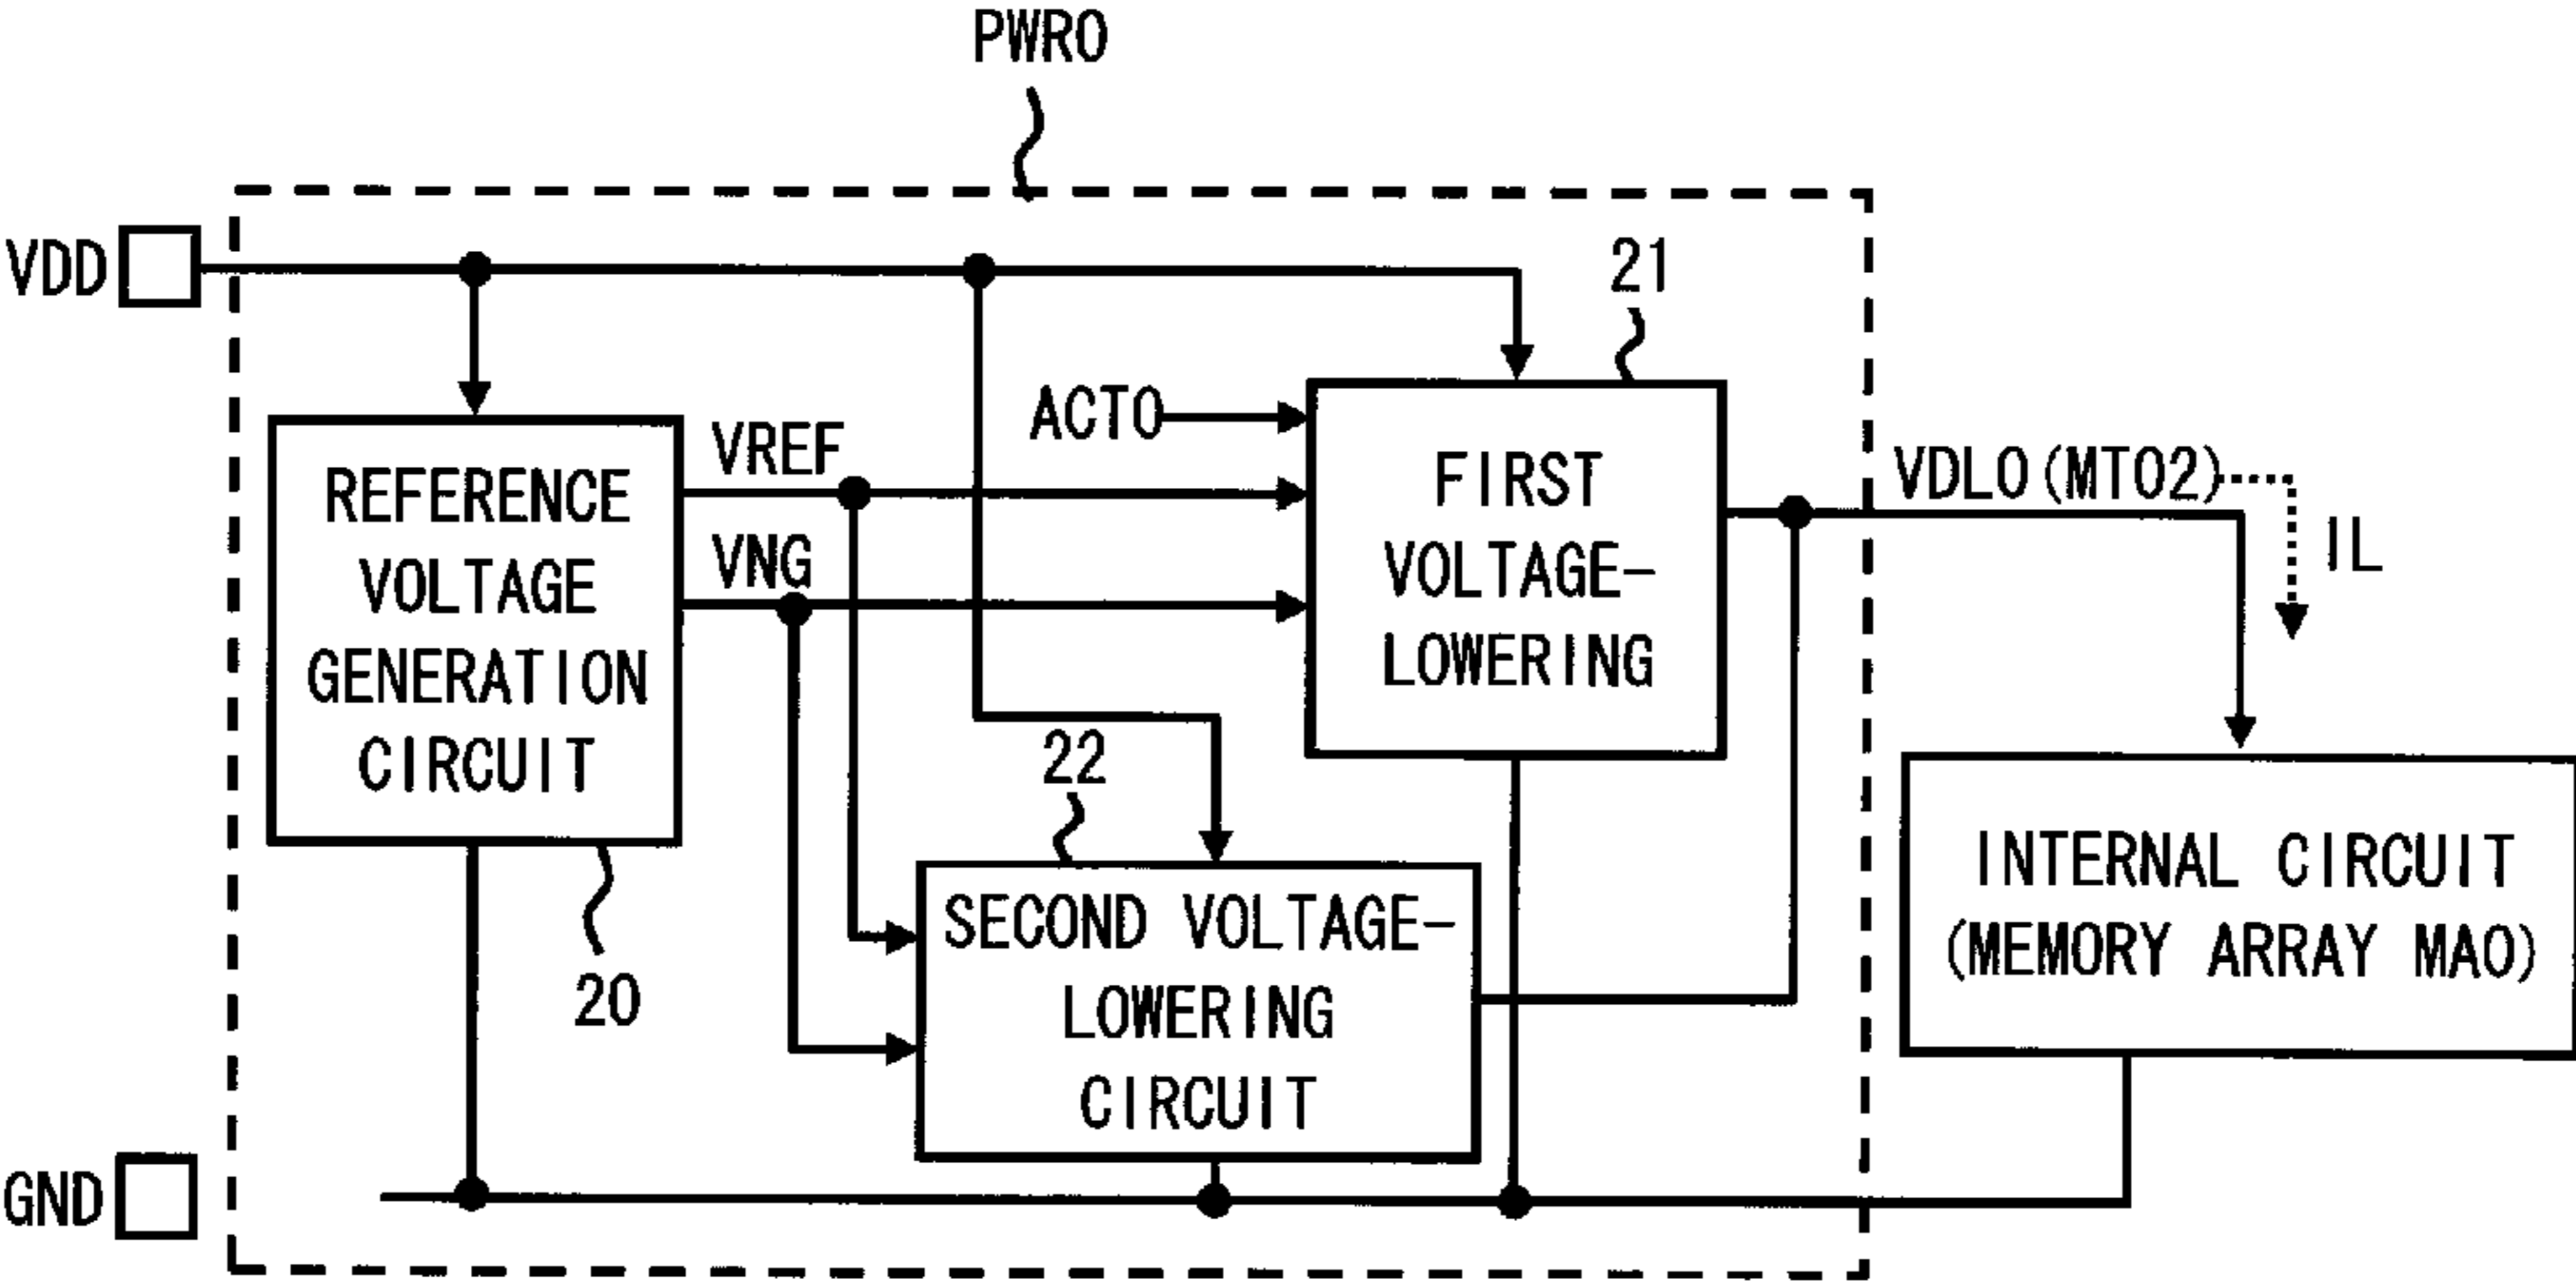 PWR0
VDD
21
ACT0
VREF
VNG
REFERENCE
VOLTAGE
GENERATION
CIRCUIT
20
FIRST
VOLTAGE-
LOWERING
VDL0 (MT02)
IL
22
SECOND VOLTAGE-
LOWERING
CIRCUIT
INTERNAL CIRCUIT
(MEMORY ARRAY MA0)
GND